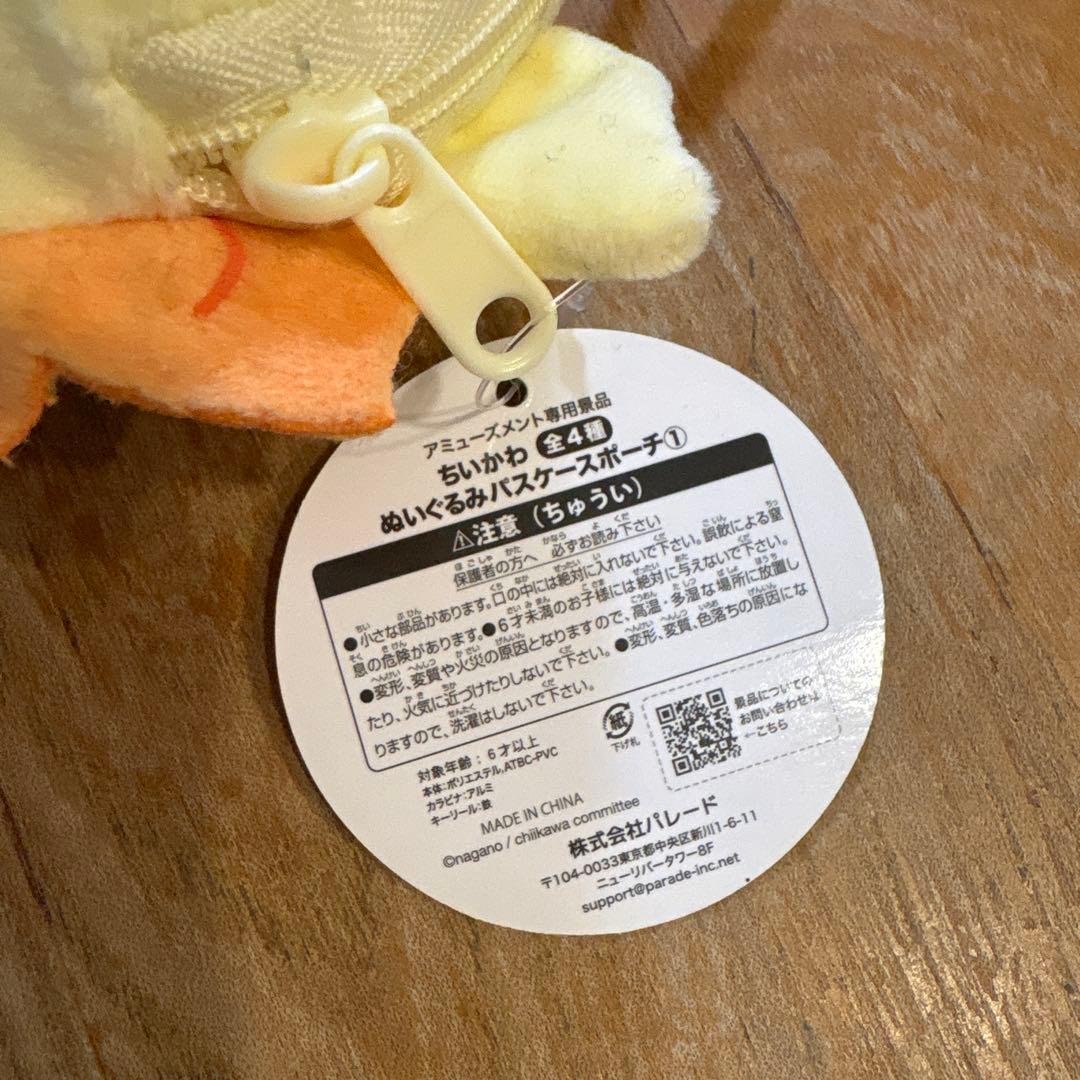 アミューズメント専用景品
ちいかわ 全4種
ぬいぐるみパスケースポーチ①
⚠注意(ちゅうい)
保護者の方へ 必ずお読み下さい
●小さな部品があります。口の中には絶対に入れないで下さい。誤飲による窒
息の危険があります。●6才未満のお子様には絶対に与えないで下さい。
●変形、変質や火災の原因となりますので、高温・多湿な場所に放置し
たり、火気に近づけたりしないで下さい。●変形、変質、色落ちの原因にな
りますので、洗濯はしないで下さい。
対象年齢:6才以上
本体:ポリエステル,ATBC-PVC
カラビナ:アルミ
キーリール:鉄
紙
下げ札
景品についての
お問い合わせは
←こちら
MADE IN CHINA
©nagano / chiikawa committee
株式会社パレード
〒104-0033東京都中央区新川1-6-11
ニューリバータワー8F
support@parade-inc.net